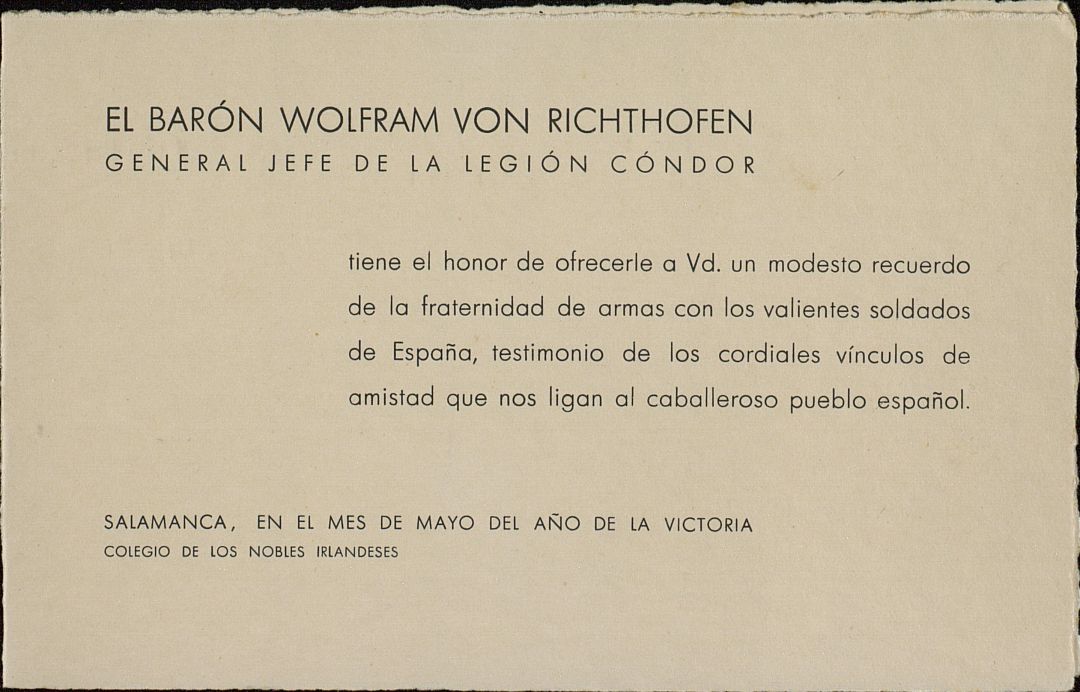 EL BARÓN WOLFRAM VON RICHTHOFEN
GENERAL JEFE DE LA LEGIÓN CÓNDOR
tiene el honor de ofrecerle a Vd. un modesto recuerdo
de la fraternidad de armas con los valientes soldados
de España, testimonio de los cordiales vínculos de
amistad que nos ligan al caballeroso pueblo español.
SALAMANCA, EN EL MES DE MAYO DEL AÑO DE LA VICTORIA
COLEGIO DE LOS NOBLES IRLANDESES